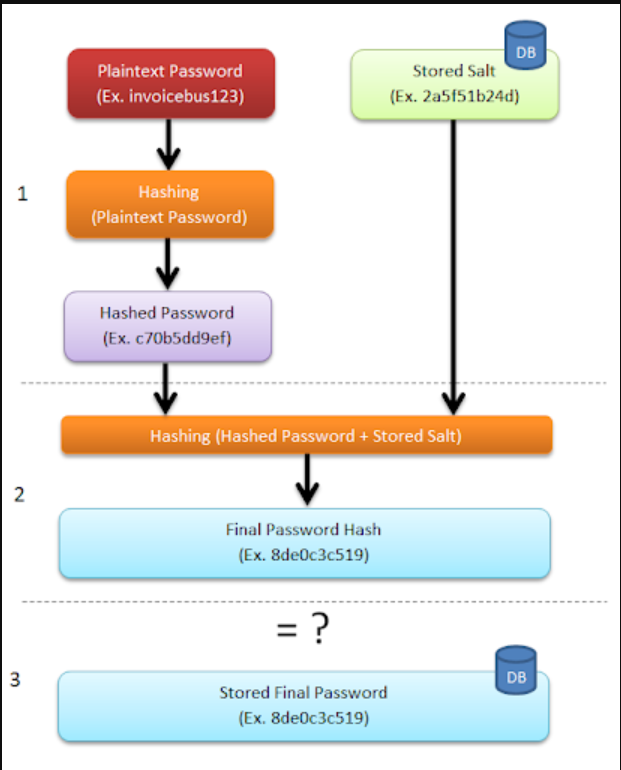 Plaintext Password
(Ex. invoicebus123)
DB
Stored Salt
(Ex. 2a5f51b24d)
1
Hashing
(Plaintext Password)
Hashed Password
(Ex. c70b5dd9ef)
Hashing (Hashed Password + Stored Salt)
2
Final Password Hash
(Ex. 8de0c3c519)
= ?
3
DB
Stored Final Password
(Ex. 8de0c3c519)